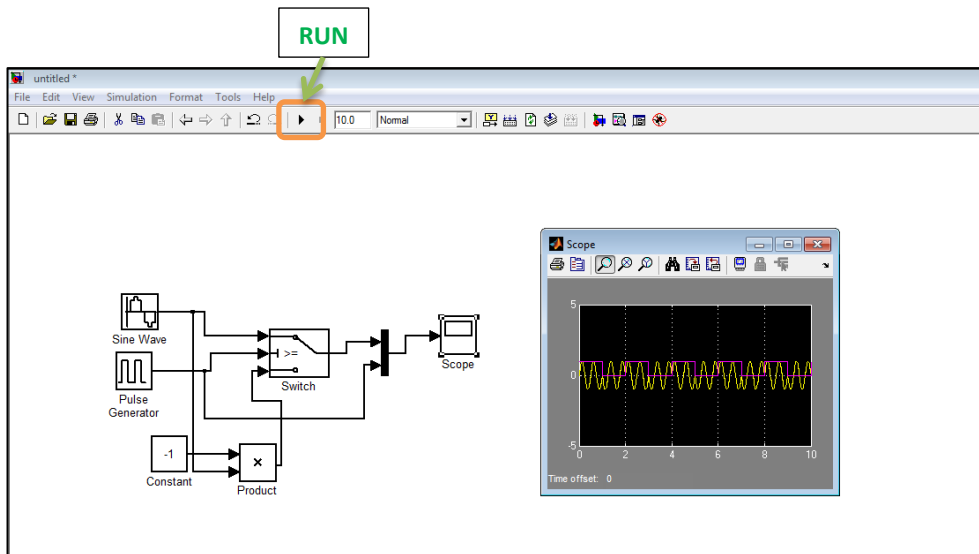 RUN
untitled *
File Edit View Simulation Format Tools Help
10.0 Normal
Scope
5
0
-5
0 2 4 6 8 10
Time offset: 0
Sine Wave
Pulse
Generator
>=
Switch
Scope
-1
Constant
×
Product